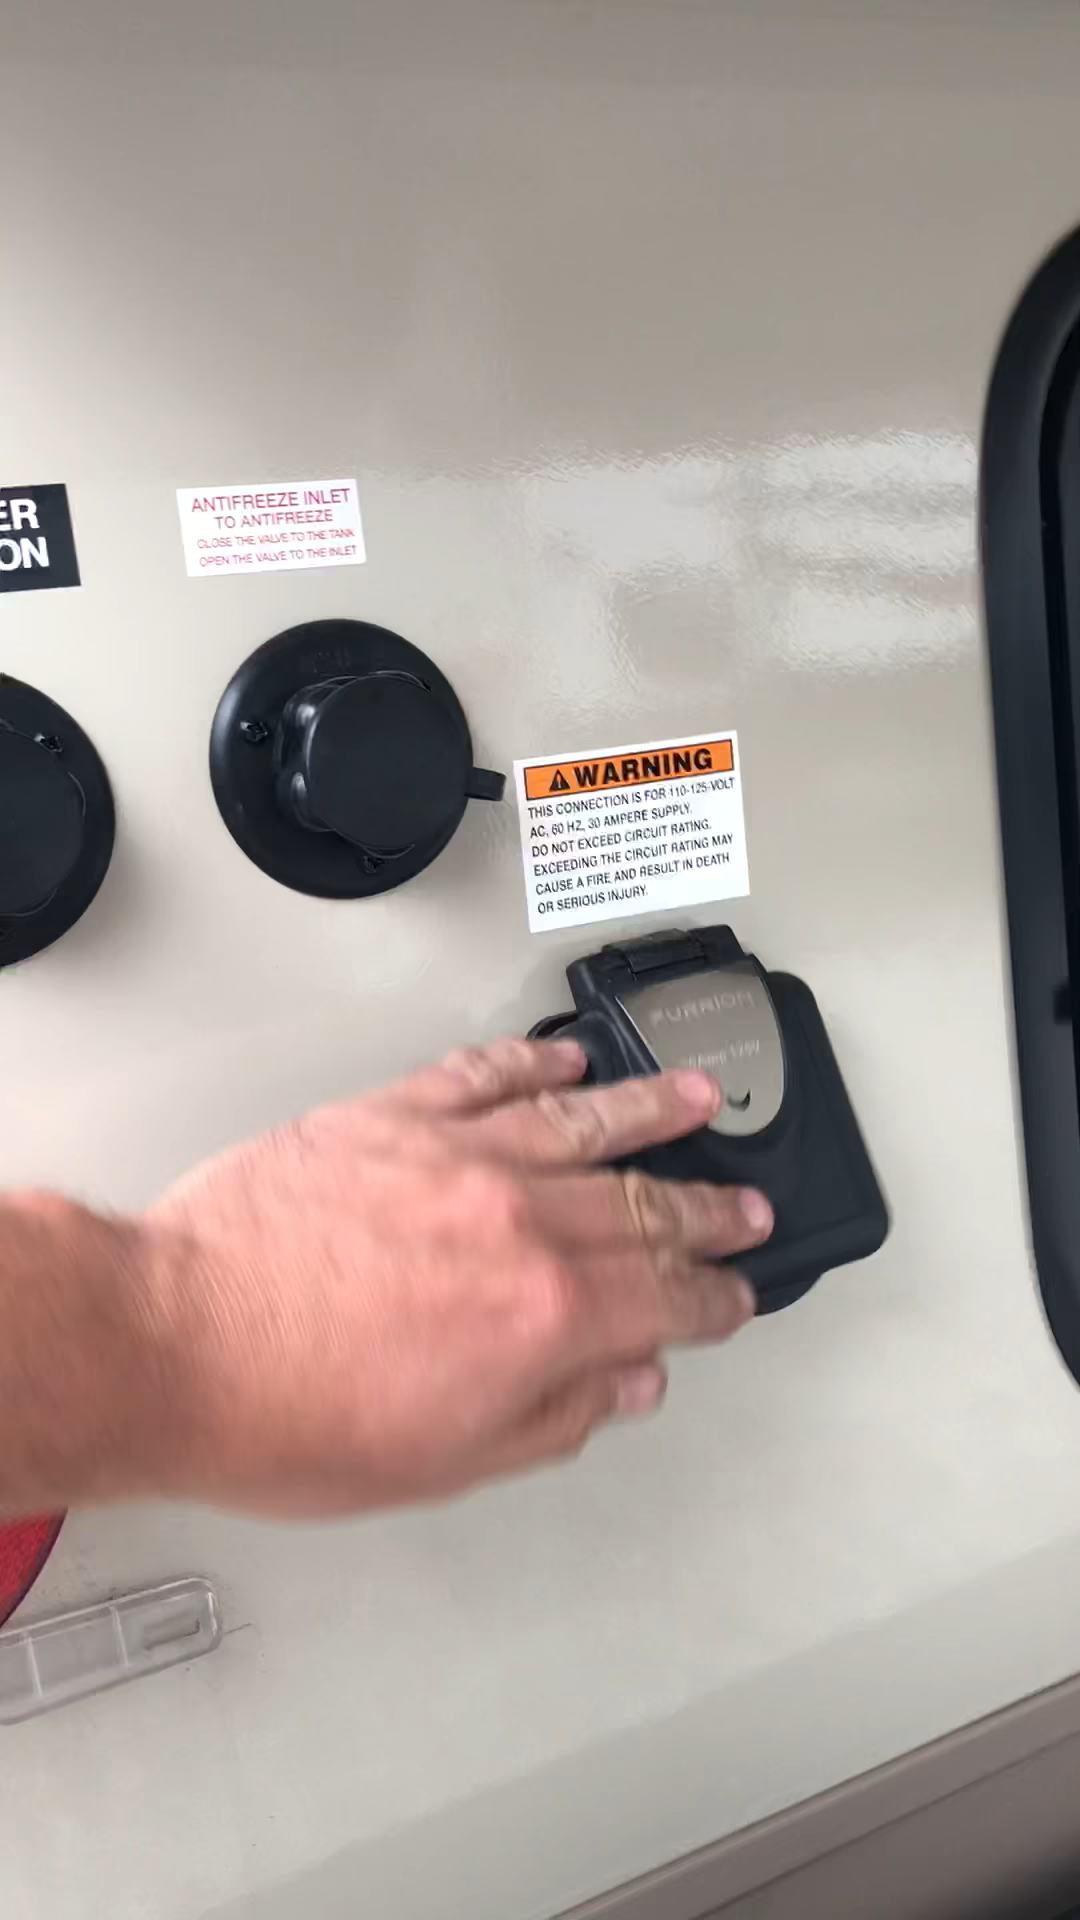 ER
ON
ANTIFREEZE INLET
TO ANTIFREEZE
CLOSE THE VALVE TO THE TANK
OPEN THE VALVE TO THE INLET
WARNING
THIS CONNECTION IS FOR 110-125-VOLT
AC, 60 HZ, 30 AMPERE SUPPLY.
DO NOT EXCEED CIRCUIT RATING.
EXCEEDING THE CIRCUIT RATING MAY
CAUSE A FIRE AND RESULT IN DEATH
OR SERIOUS INJURY.
FURRION
125V